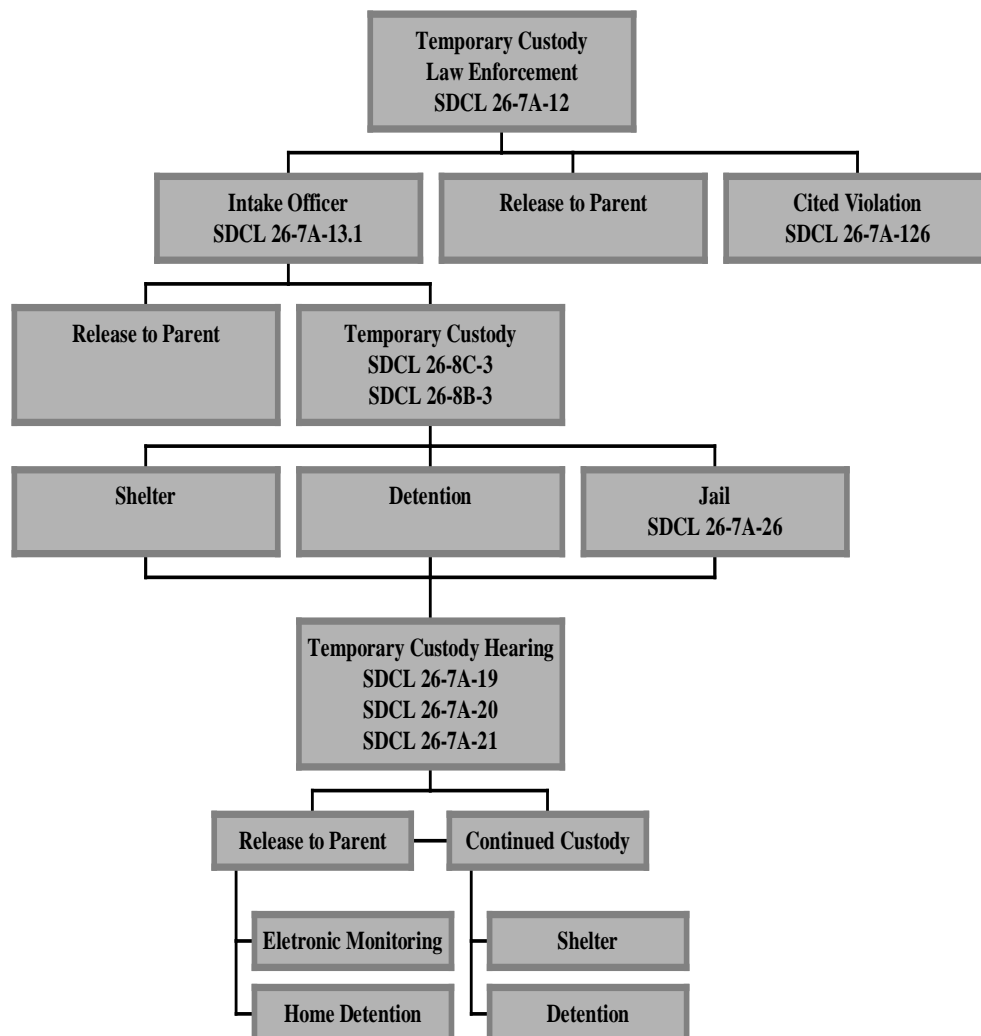 Temporary Custody
Law Enforcement
SDCL 26-7A-12
Intake Officer
SDCL 26-7A-13.1
Release to Parent
Cited Violation
SDCL 26-7A-126
Release to Parent
Temporary Custody
SDCL 26-8C-3
SDCL 26-8B-3
Shelter
Detention
Jail
SDCL 26-7A-26
Temporary Custody Hearing
SDCL 26-7A-19
SDCL 26-7A-20
SDCL 26-7A-21
Release to Parent
Continued Custody
Eletronic Monitoring
Shelter
Home Detention
Detention